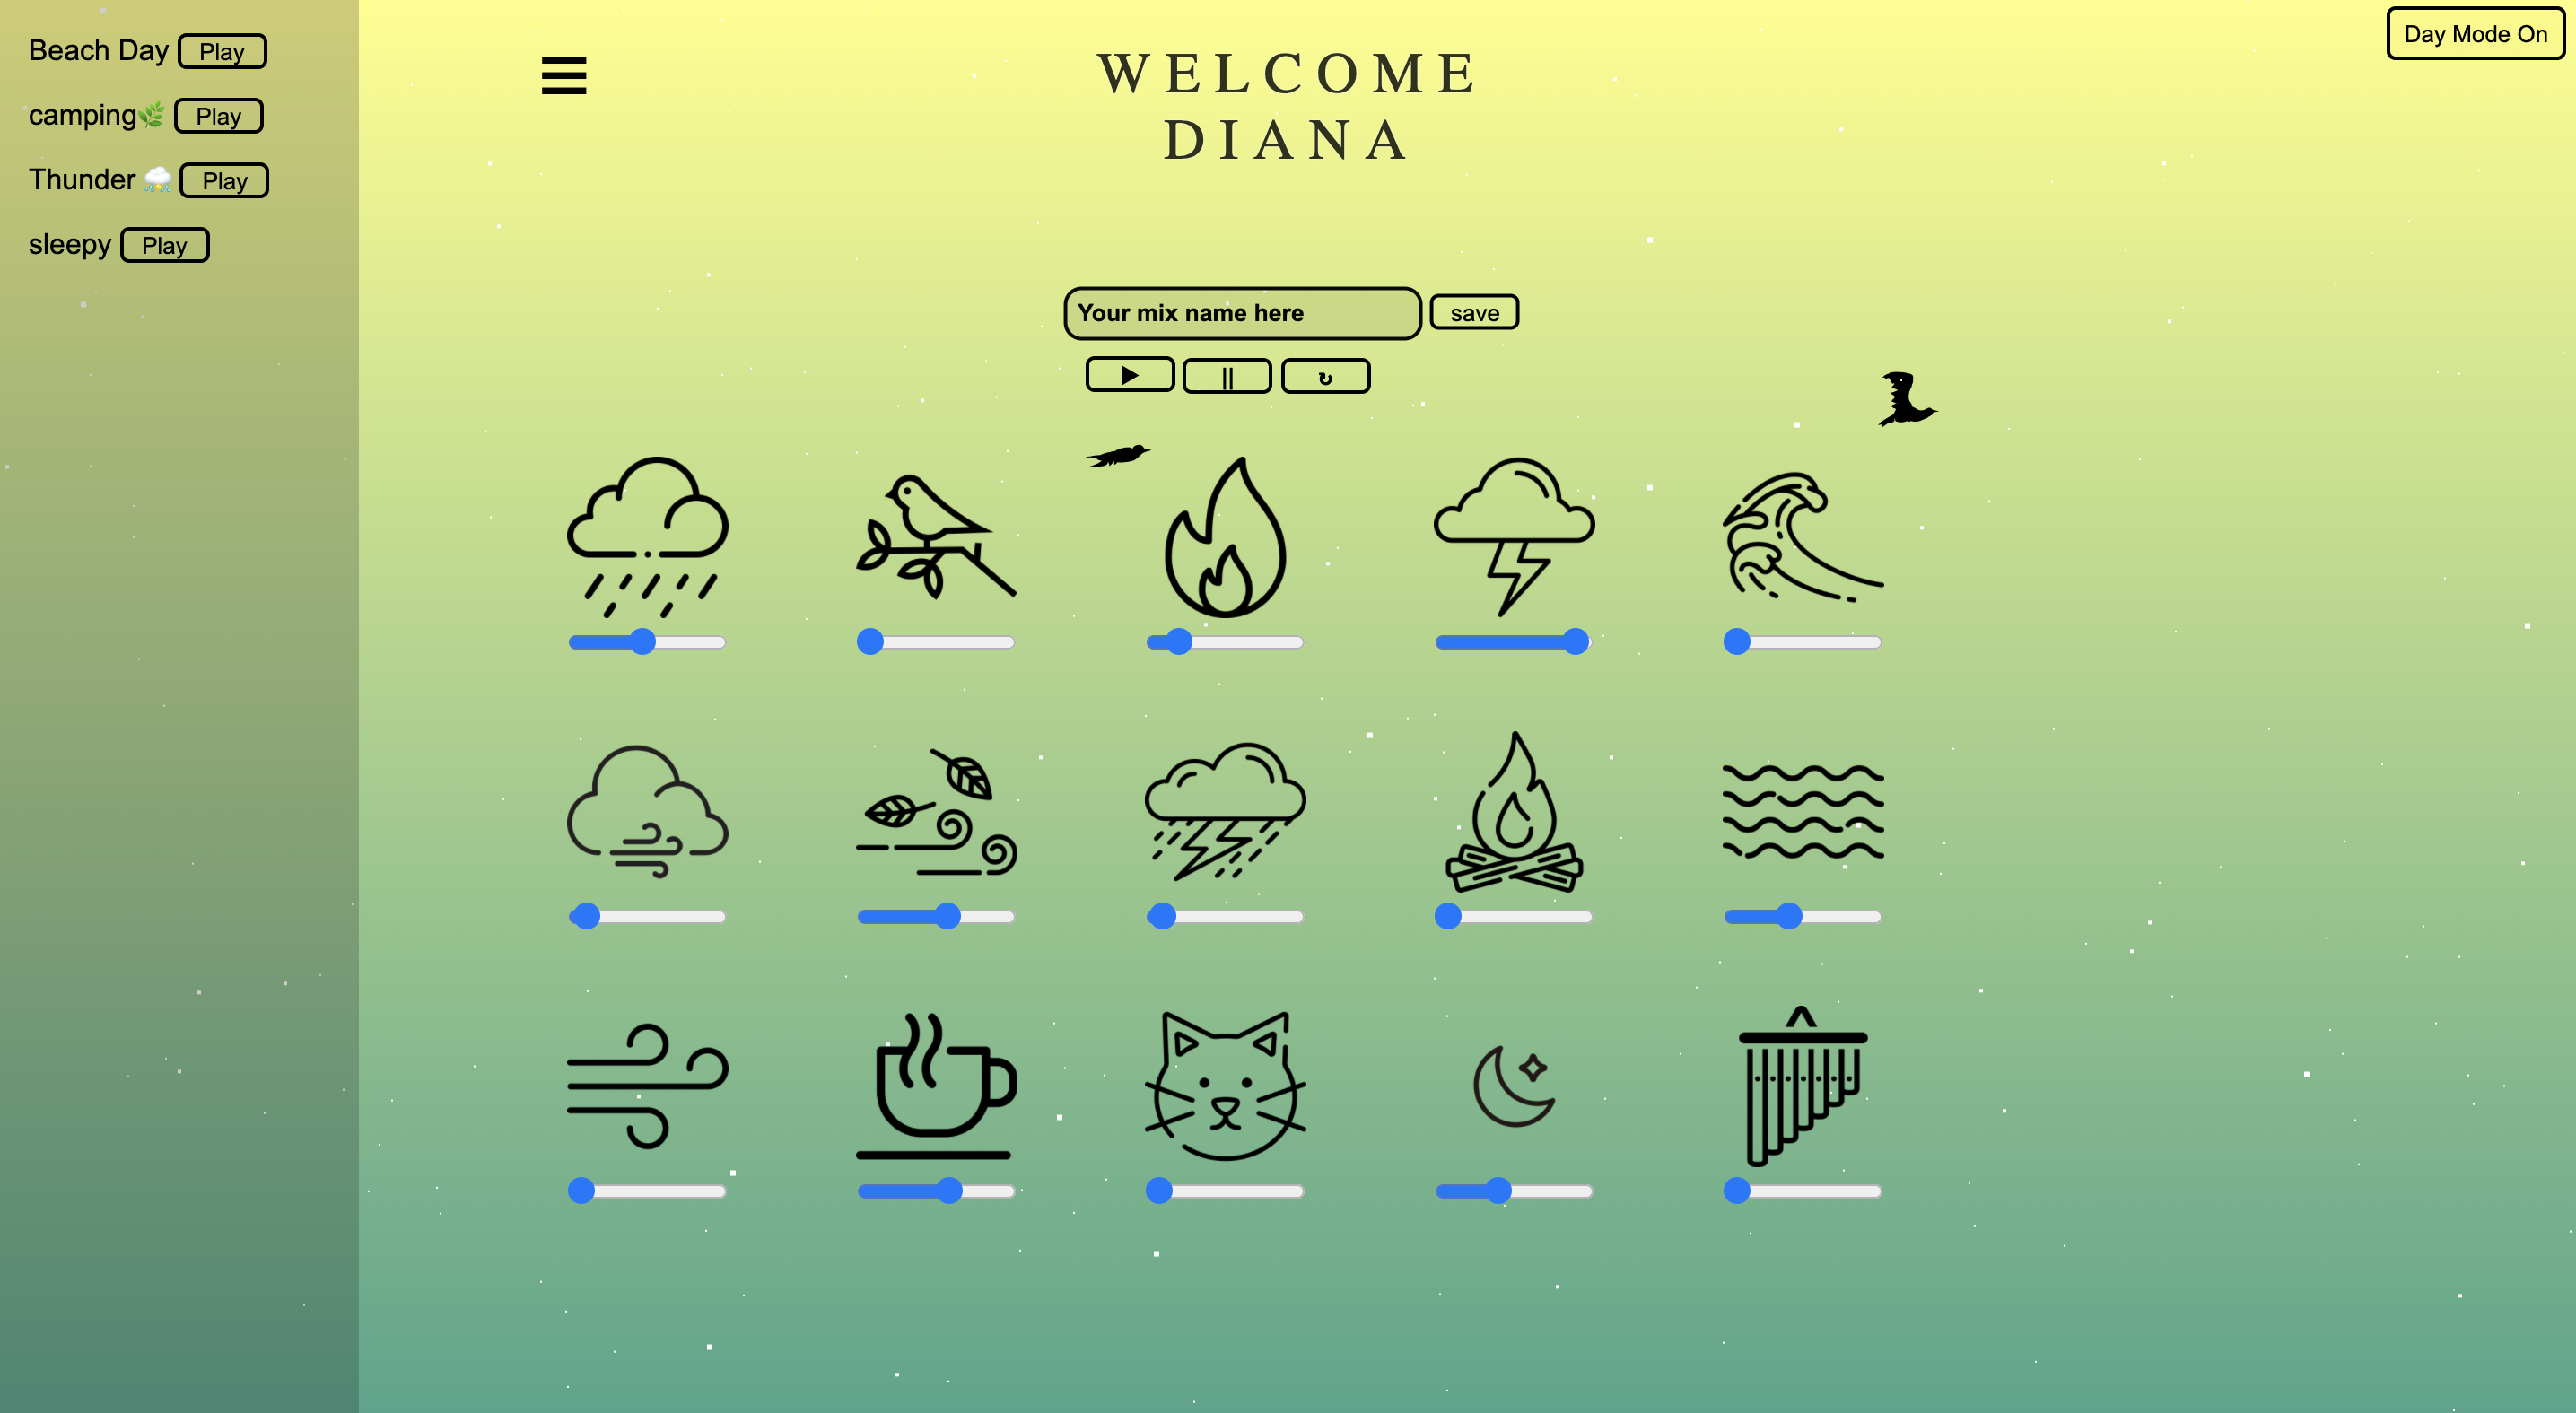 Beach Day Play
camping🌿 Play
Thunder ⛈️ Play
sleepy Play
WELCOME
DIANA
Day Mode On
Your mix name here save
▶ || ↻